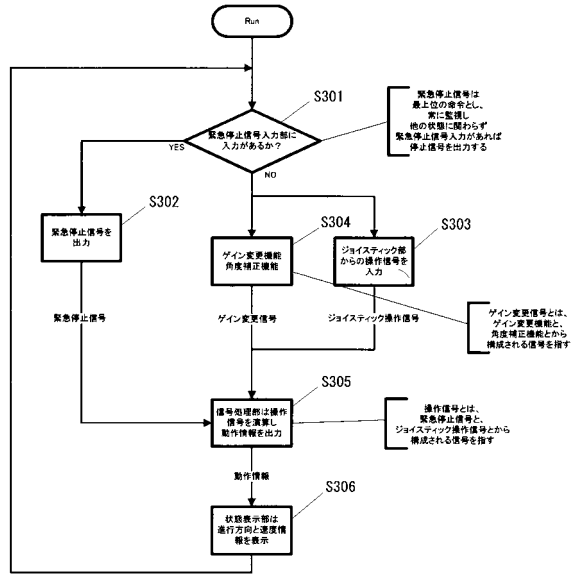 Run
S301
緊急停止信号入力部に
入力があるか？
YES
NO
緊急停止信号は
最上位の命令とし、
常に監視し
他の状態に関わらず
緊急停止信号入力があれば
停止信号を出力する
S302
緊急停止信号を
出力
S304
ゲイン変更機能
角度補正機能
S303
ジョイスティック部
からの操作信号を
入力
緊急停止信号
ゲイン変更信号
ジョイスティック操作信号
ゲイン変更信号とは、
ゲイン変更機能と、
角度補正機能とから
構成される信号を指す
S305
信号処理部は操作
信号を演算し
動作情報を出力
操作信号とは、
緊急停止信号と、
ジョイスティック操作信号とから
構成される信号を指す
動作情報
S306
状態表示部は
進行方向と速度情
報を表示